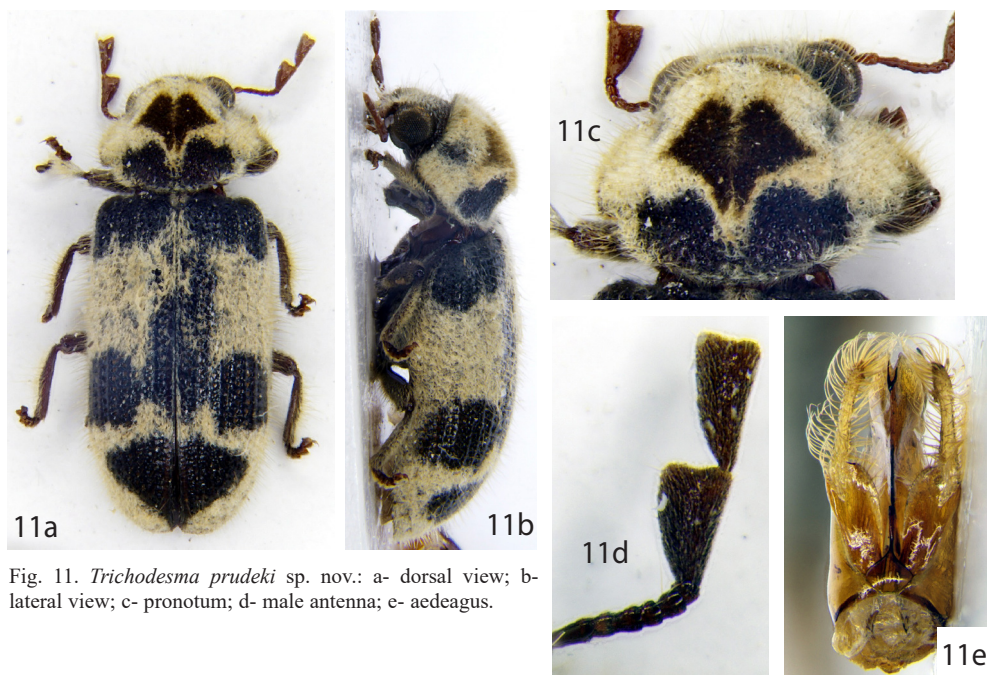 11a
11b
11c
11d
11e
Fig. 11. Trichodesma prudeki sp. nov.: a- dorsal view; b-
lateral view; c- pronotum; d- male antenna; e- aedeagus.